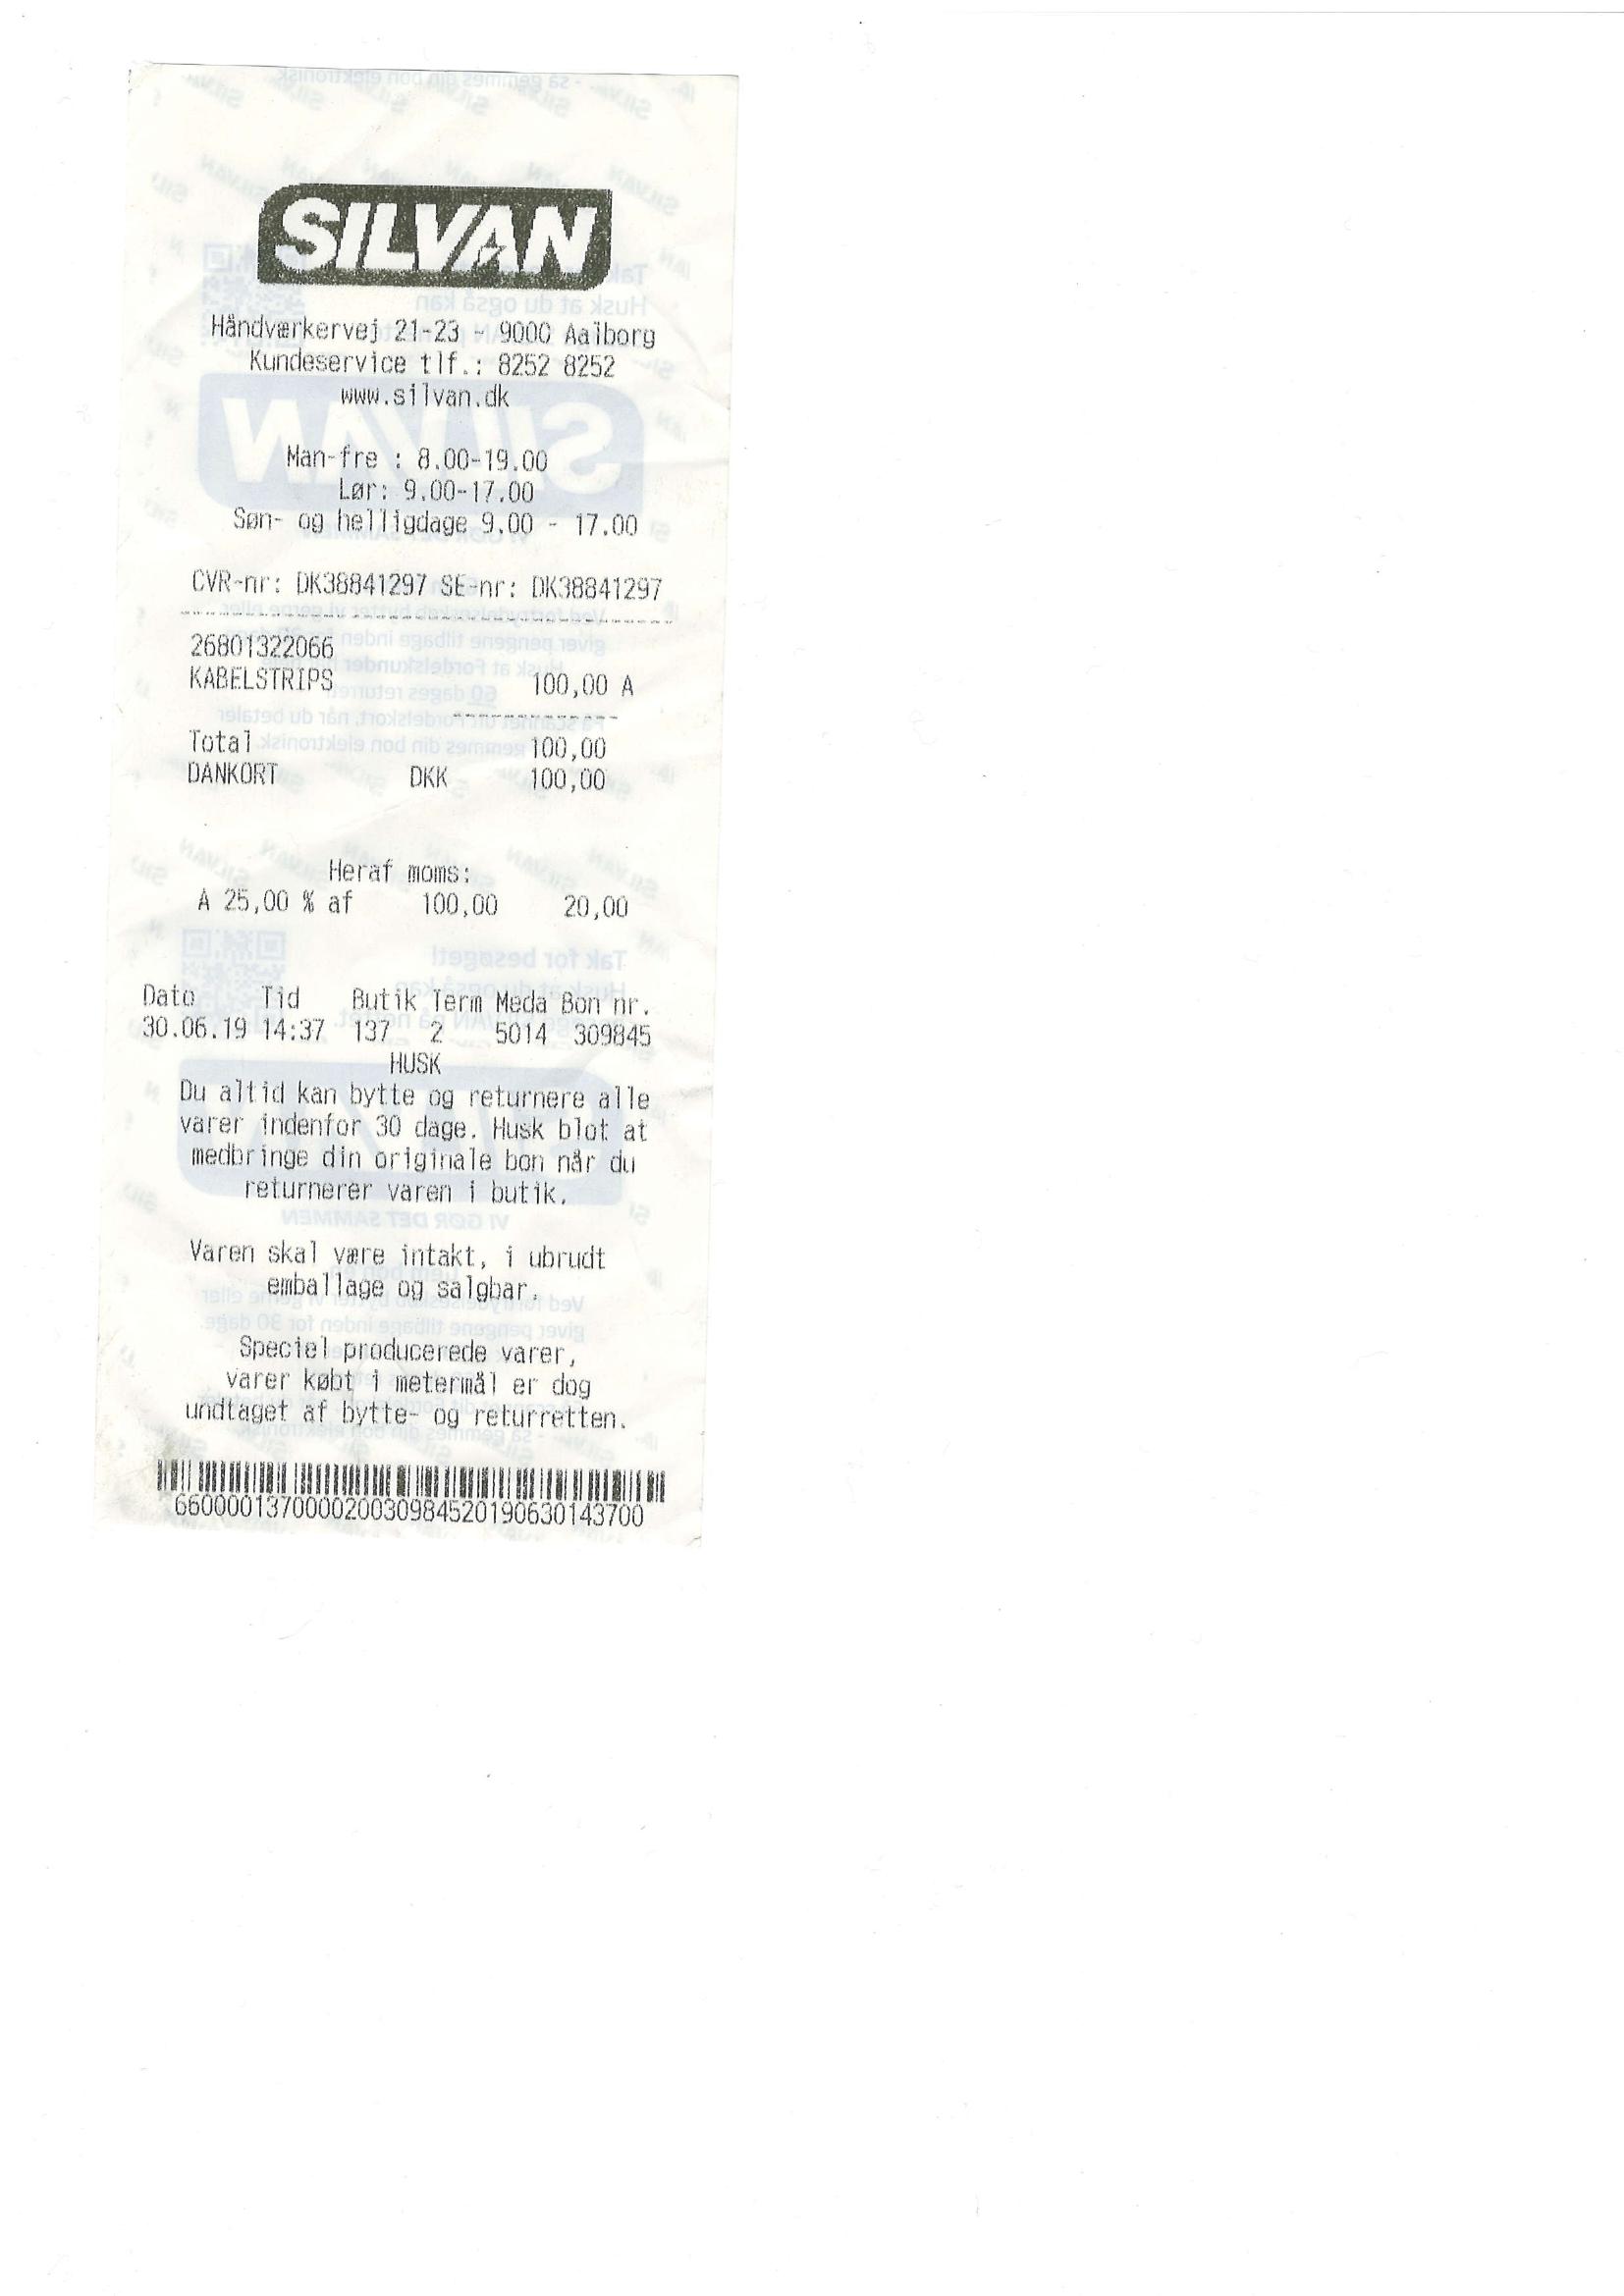 SILVAN
Håndværkervej 21-23 - 9000 Aalborg
Kundeservice tlf.: 8252 8252
www.silvan.dk
Man-fre : 8.00-19.00
Lør: 9.00-17.00
Søn- og helligdage 9.00 - 17.00
CVR-nr: DK38841297 SE-nr: DK38841297
26801322066
KABELSTRIPS 100,00 A
Total 100,00
DANKORT DKK 100,00
Heraf moms:
A 25,00 % af 100,00 20,00
Dato Tid Butik Term Meda Bon nr.
30.06.19 14:37 137 2 5014 309845
HUSK
Du altid kan bytte og returnere alle
varer indenfor 30 dage. Husk blot at
medbringe din originale bon når du
returnerer varen i butik.
Varen skal være intakt, i ubrudt
emballage og salgbar.
Speciel producerede varer,
varer købt i metermål er dog
undtaget af bytte- og returretten.
660000137000020030984520190630143700